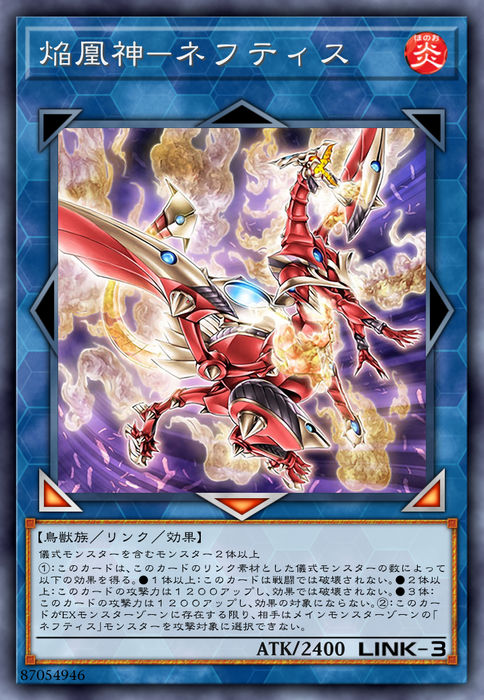 焔凰神-ネフティス
ほのお
炎
【鳥獣族/リンク/効果】
儀式モンスターを含むモンスター2体以上
①:このカードは、このカードのリンク素材とした儀式モンスターの数によって
以下の効果を得る。●1体以上:このカードは戦闘では破壊されない。●2体以
上:このカードの攻撃力は1200アップし、効果では破壊されない。●3体:
このカードの攻撃力は1200アップし、効果の対象にならない。②:このカー
ドがEXモンスターゾーンに存在する限り、相手はメインモンスターゾーンの「
ネフティス」モンスターを攻撃対象に選択できない。
ATK/2400 LINK-3
87054946